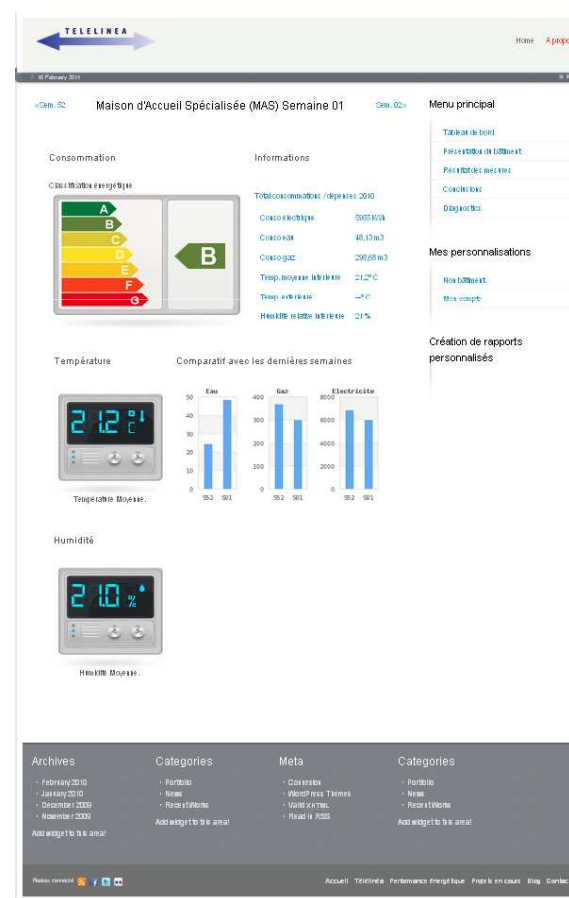 TELELINEA
Home
A propo
10 February 2011
«Sem. 52
Maison d'Accueil Spécialisée (MAS) Semaine 01
Sem. 02»
Consommation
Classification énergétique
A
B
C
D
E
F
G
B
Informations
Total consommations / dépenses 2010
Conso électrique
5955 kWh
Conso eau
48,13 m3
Conso gaz
298,68 m3
Temp. moyenne intérieure
21,2° C
Temp. extérieure
--° C
Humidité relative intérieure
21 %
Température
21.2 °C
Température Moyenne.
Comparatif avec les dernières semaines
Eau
50
40
30
20
10
0
S52 S01
Gaz
400
300
200
100
0
S52 S01
Electricite
8000
6000
4000
2000
0
S52 S01
Humidité
21.0 %
Humidité Moyenne.
Menu principal
Tableau de bord
Présentation du bâtiment
Résultat des mesures
Conclusions
Diagnostics
Mes personnalisations
Mon bâtiment
Mon compte
Création de rapports
personnalisés
Archives
February 2010
January 2010
December 2009
November 2009
Add widget to this area!
Categories
Portfolio
News
Recent Works
Add widget to this area!
Meta
Connexion
WordPress Themes
Valid XHTML
Read in RSS
Categories
Portfolio
News
Recent Works
Add widget to this area!
Restez connecté
Accueil Télélinéa Performance énergétique Projets en cours Blog Contac